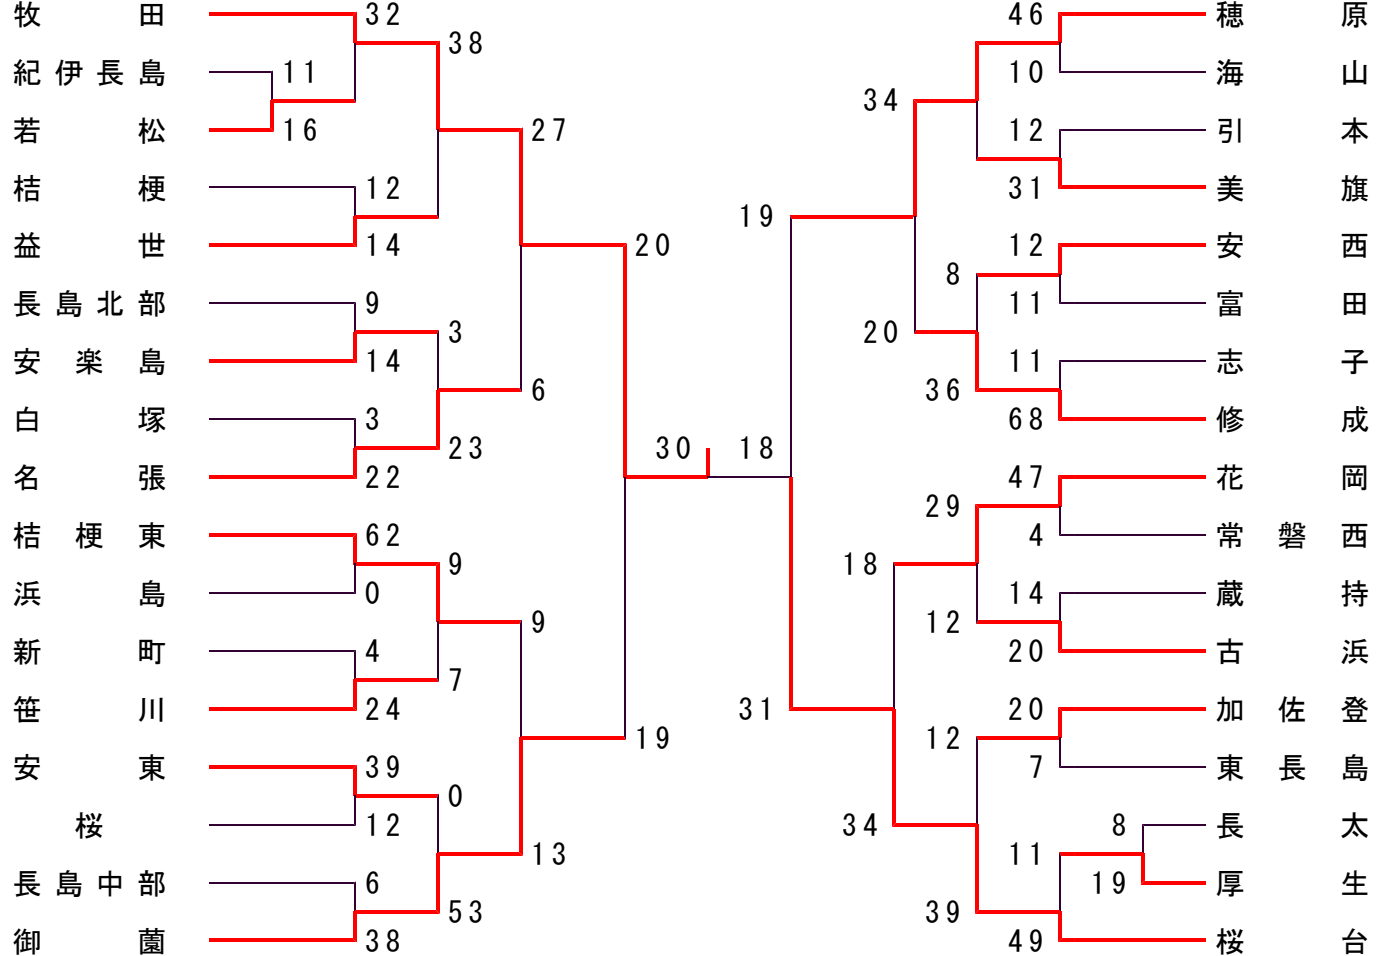 牧田 32 46 穂原
38
紀伊長島 11 10 海山
34
若松 16 27 12 引本
桔梗 12 31 美旗
19
益世 14 20 12 安西
8
長島北部 9 11 富田
3 20
安楽島 14 11 志子
6 36
白塚 3 68 修成
23 30 18
名張 22 47 花岡
29
桔梗東 62 4 常磐西
9 18
浜島 0 14 蔵持
9 12
新町 4 20 古浜
7
笹川 24 31 20 加佐登
19 12
安東 39 7 東長島
0
桜 12 34 8 長太
13 11
長島中部 6 19 厚生
53 39
御薗 38 49 桜台